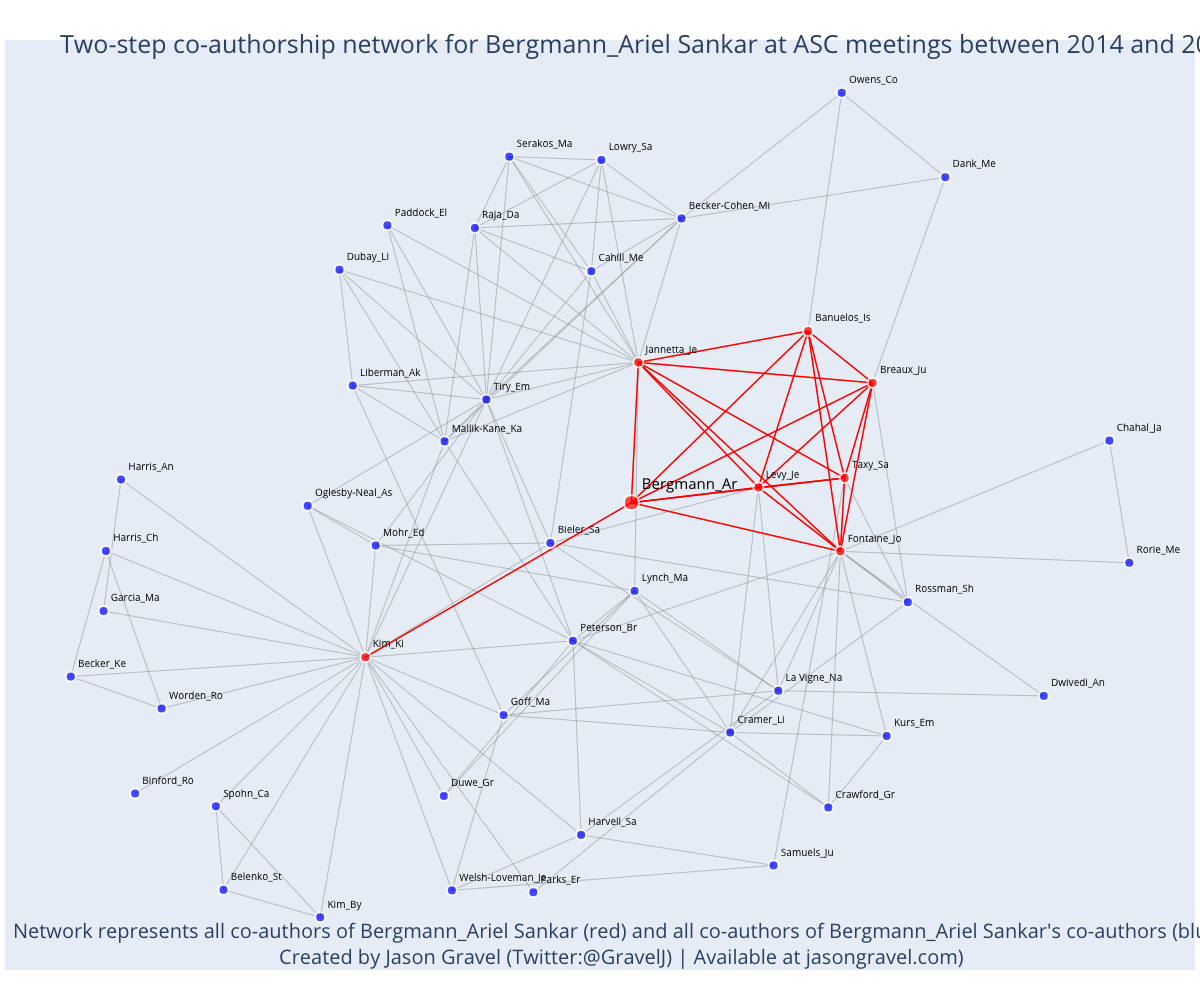 Two-step co-authorship network for Bergmann_Ariel Sankar at ASC meetings between 2014 and 20
Owens_Co
Serakos_Ma
Lowry_Sa
Dank_Me
Becker-Cohen_Mi
Paddock_El
Raja_Da
Dubay_Li
Cahill_Me
Banuelos_Is
Jannetta_Je
Liberman_Ak
Breaux_Ju
Tiry_Em
Mallik-Kane_Ka
Chahal_Ja
Harris_An
Taxy_Sa
Levy_Je
Bergmann_Ar
Oglesby-Neal_As
Mohr_Ed
Bieler_Sa
Harris_Ch
Fontaine_Jo
Rorie_Me
Lynch_Ma
Rossman_Sh
Garcia_Ma
Peterson_Br
Kim_Ki
Becker_Ke
La Vigne_Na
Dwivedi_An
Worden_Ro
Goff_Ma
Cramer_Li
Kurs_Em
Binford_Ro
Duwe_Gr
Spohn_Ca
Crawford_Gr
Harvell_Sa
Samuels_Ju
Belenko_St
Welsh-Loveman_Je
Parks_Er
Kim_By
Network represents all co-authors of Bergmann_Ariel Sankar (red) and all co-authors of Bergmann_Ariel Sankar's co-authors (blu
Created by Jason Gravel (Twitter:@GravelJ) | Available at jasongravel.com)